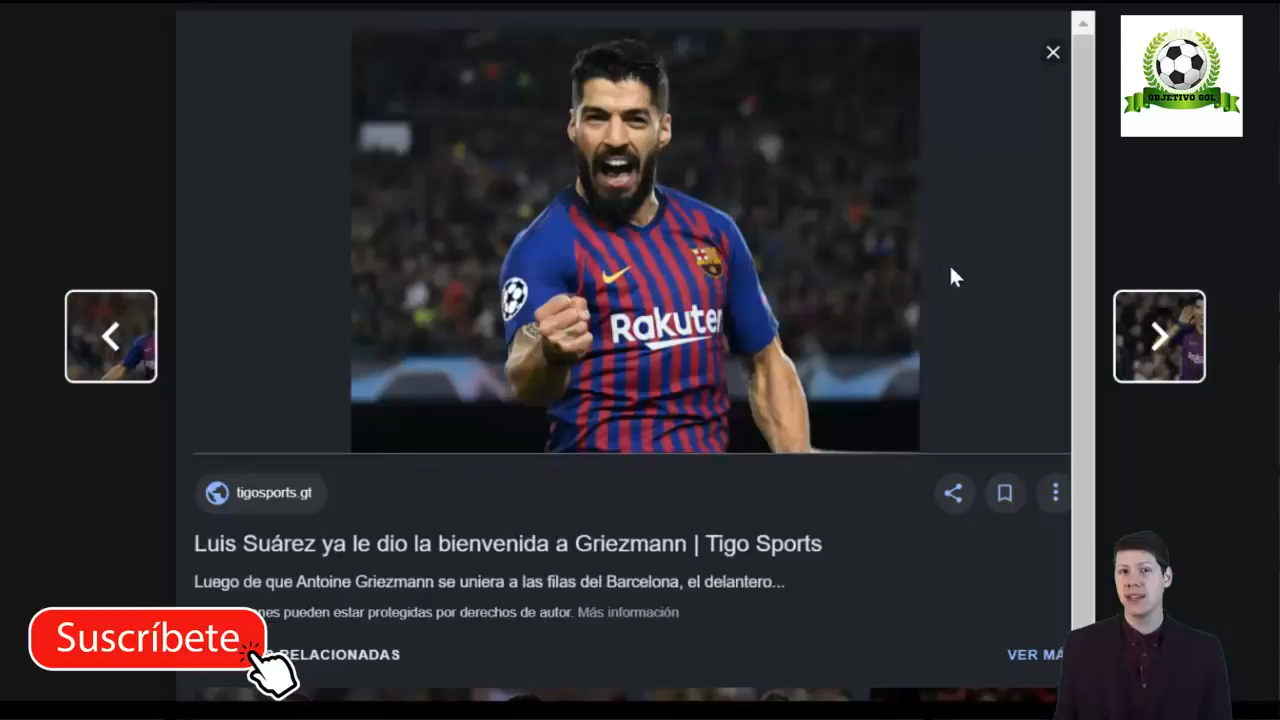 OBJETIVO GOL
Rakuten
tigosports.gt
Luis Suárez ya le dio la bienvenida a Griezmann | Tigo Sports
Luego de que Antoine Griezmann se uniera a las filas del Barcelona, el delantero...
nes pueden estar protegidas por derechos de autor. Más información
Suscríbete
RELACIONADAS
VER MÁ